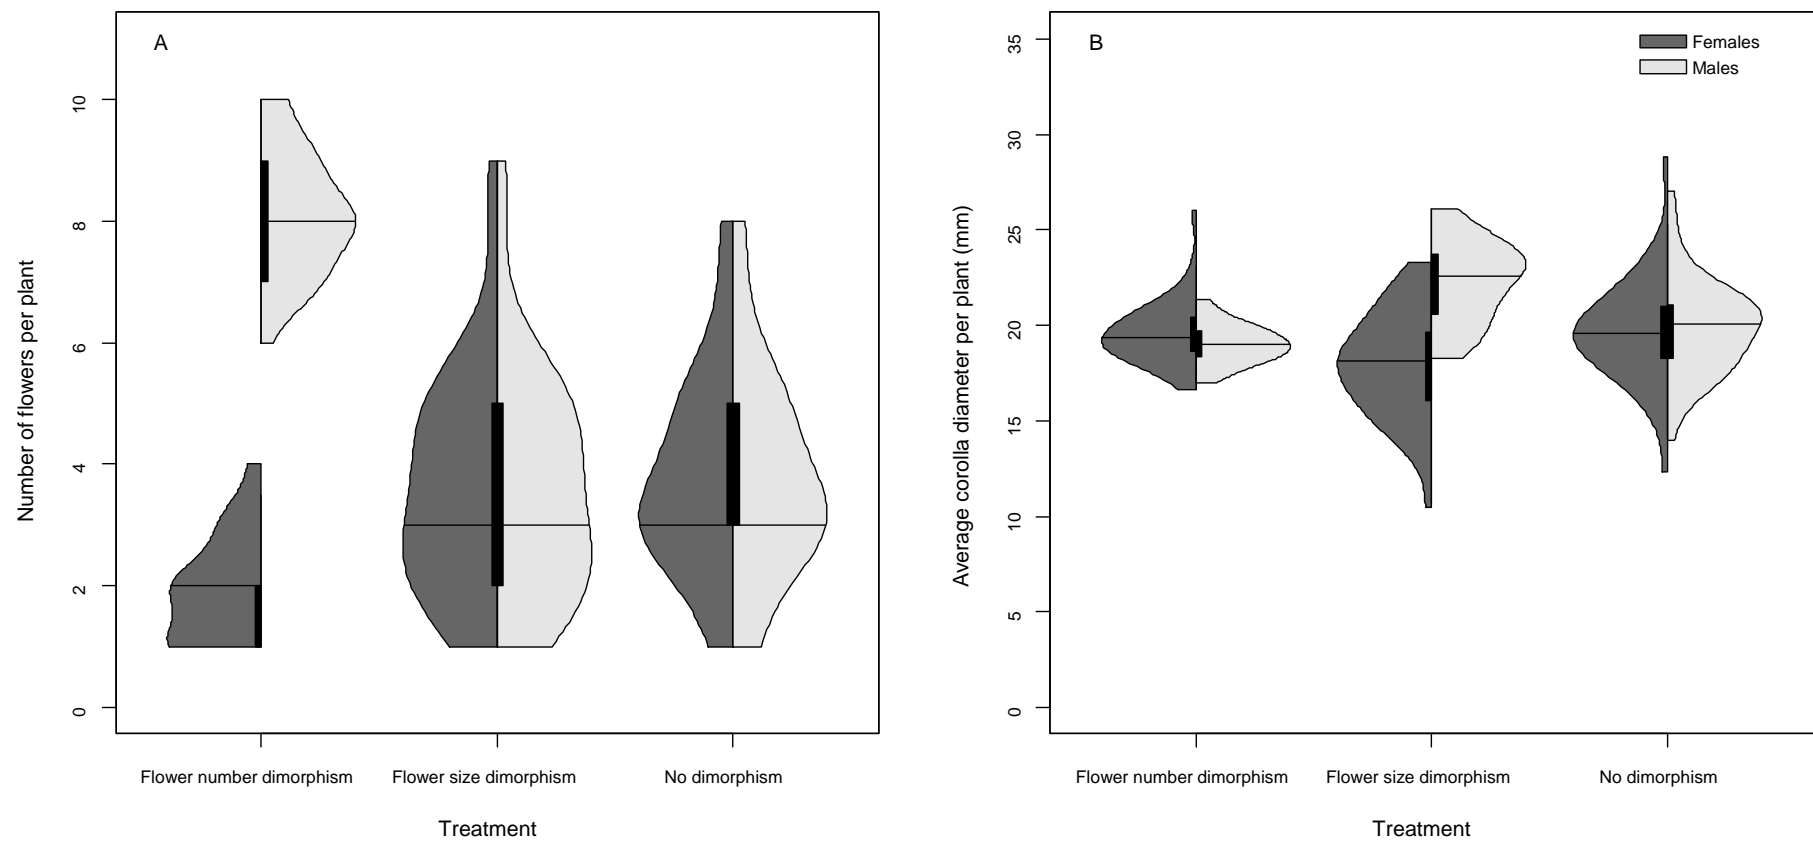 A
Number of flowers per plant
10
8
6
4
2
0
Flower number dimorphism
Flower size dimorphism
No dimorphism
Treatment
B
Females
Males
Average corolla diameter per plant (mm)
35
30
25
20
15
10
5
0
Flower number dimorphism
Flower size dimorphism
No dimorphism
Treatment